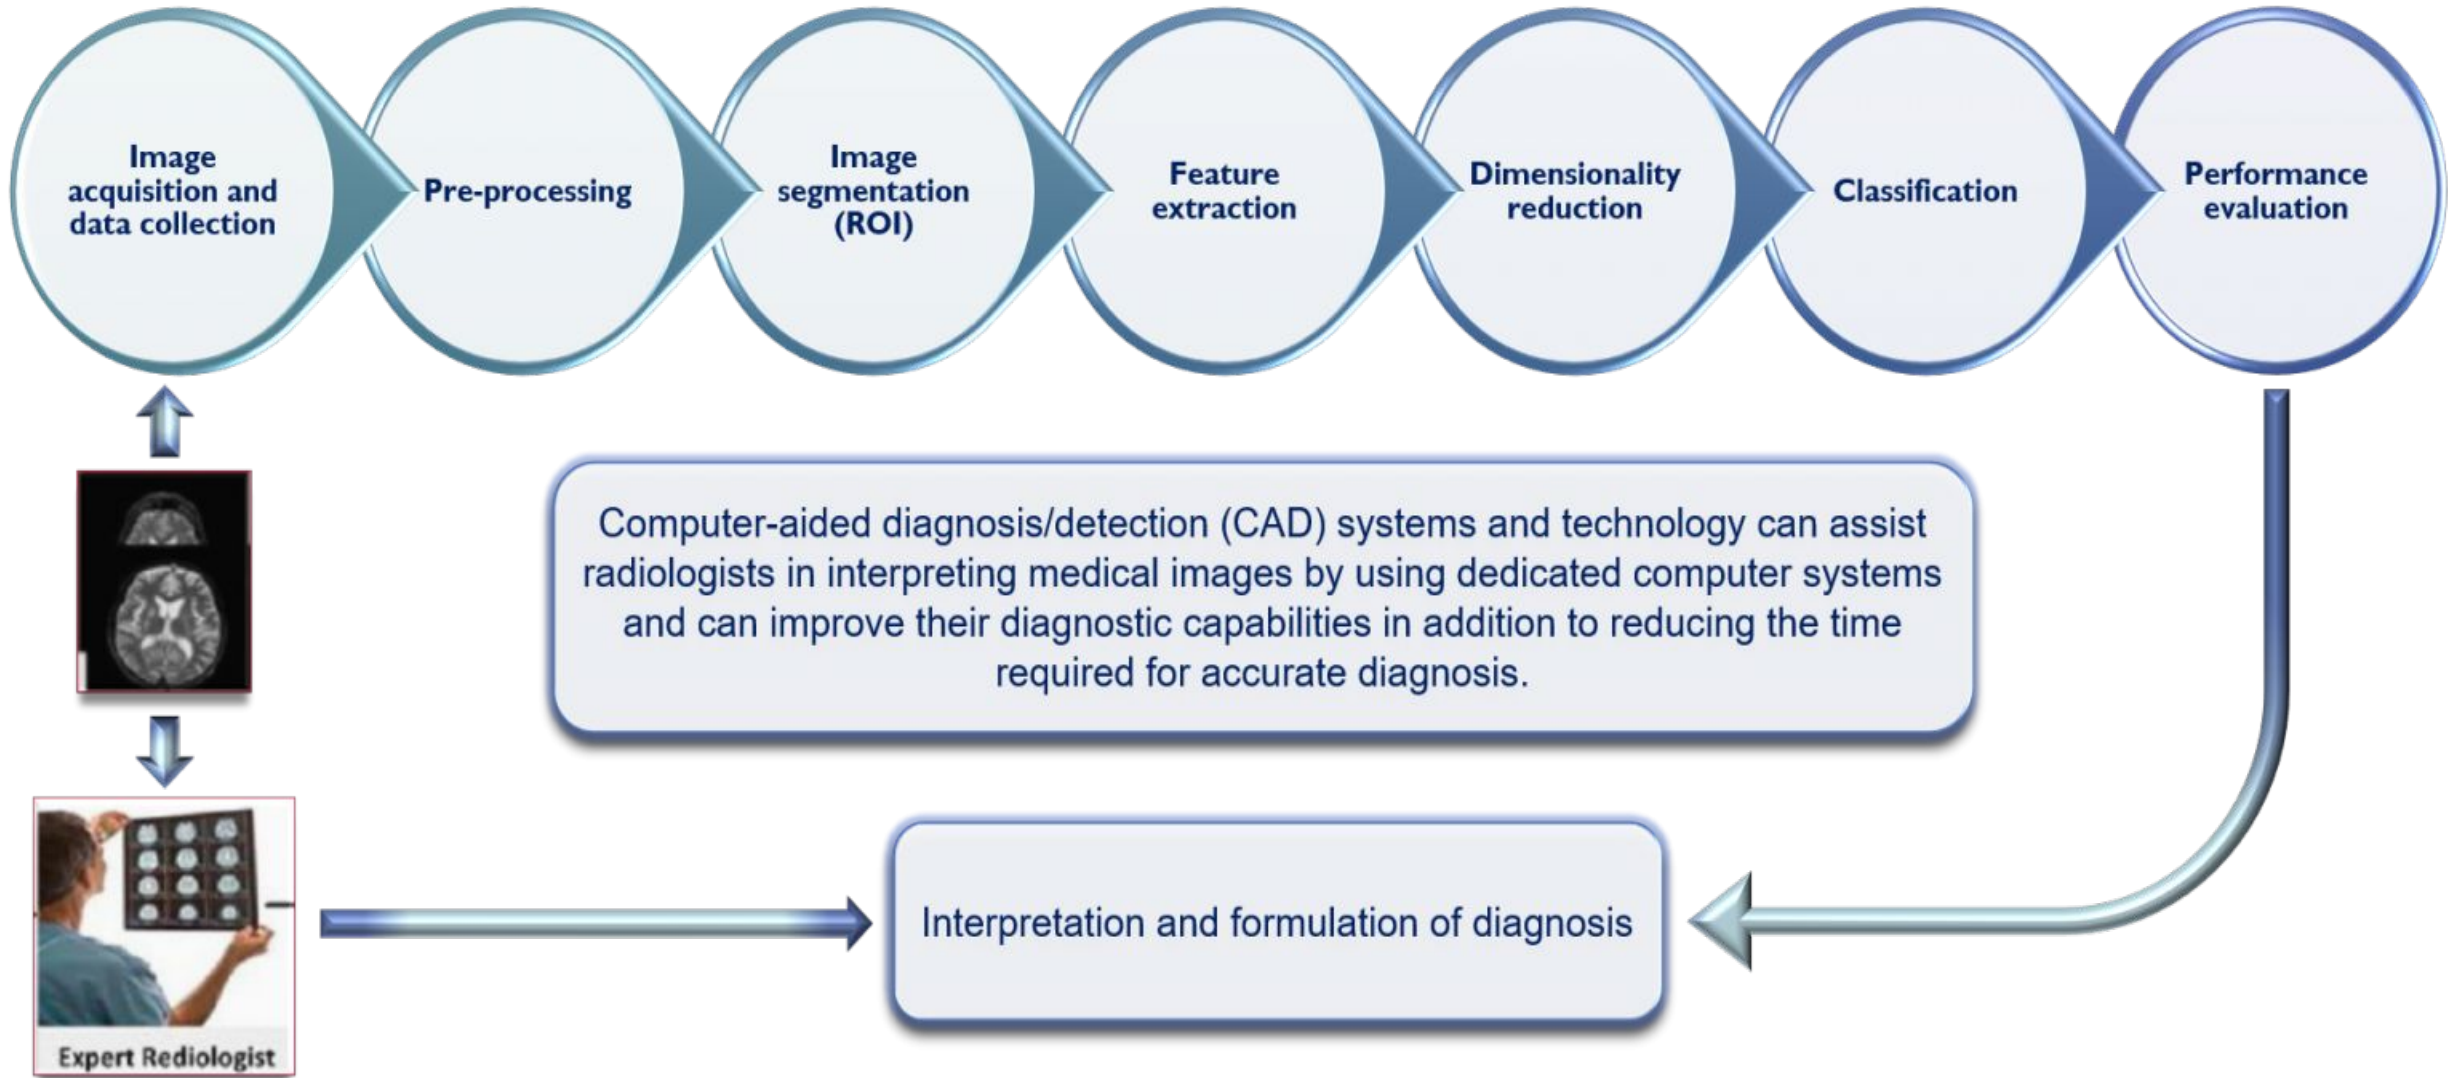 Image
acquisition and
data collection
Pre-processing
Image
segmentation
(ROI)
Feature
extraction
Dimensionality
reduction
Classification
Performance
evaluation
Computer-aided diagnosis/detection (CAD) systems and technology can assist
radiologists in interpreting medical images by using dedicated computer systems
and can improve their diagnostic capabilities in addition to reducing the time
required for accurate diagnosis.
Interpretation and formulation of diagnosis
Expert Rediologist